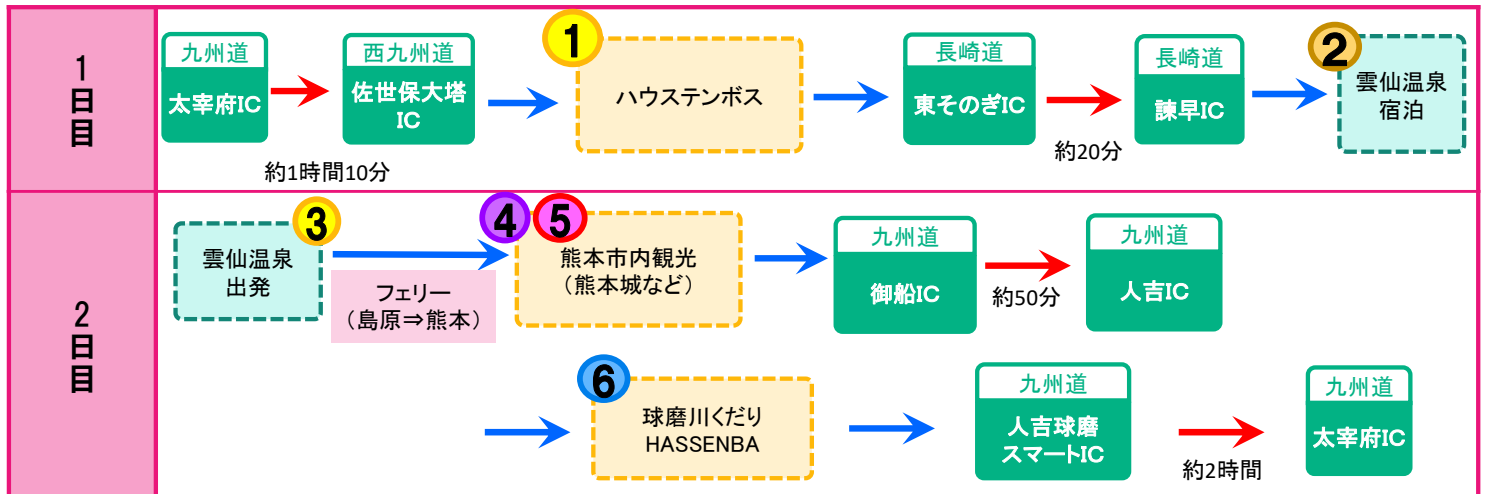 1
日
目
九州道
太宰府IC
約1時間10分
西九州道
佐世保大塔
IC
1
ハウステンボス
長崎道
東そのぎIC
約20分
長崎道
諫早IC
2
雲仙温泉
宿泊
2
日
目
3
雲仙温泉
出発
フェリー
（島原⇒熊本）
4
5
熊本市内観光
（熊本城など）
九州道
御船IC
約50分
九州道
人吉IC
6
球磨川くだり
HASSENBA
九州道
人吉球磨
スマートIC
約2時間
九州道
太宰府IC